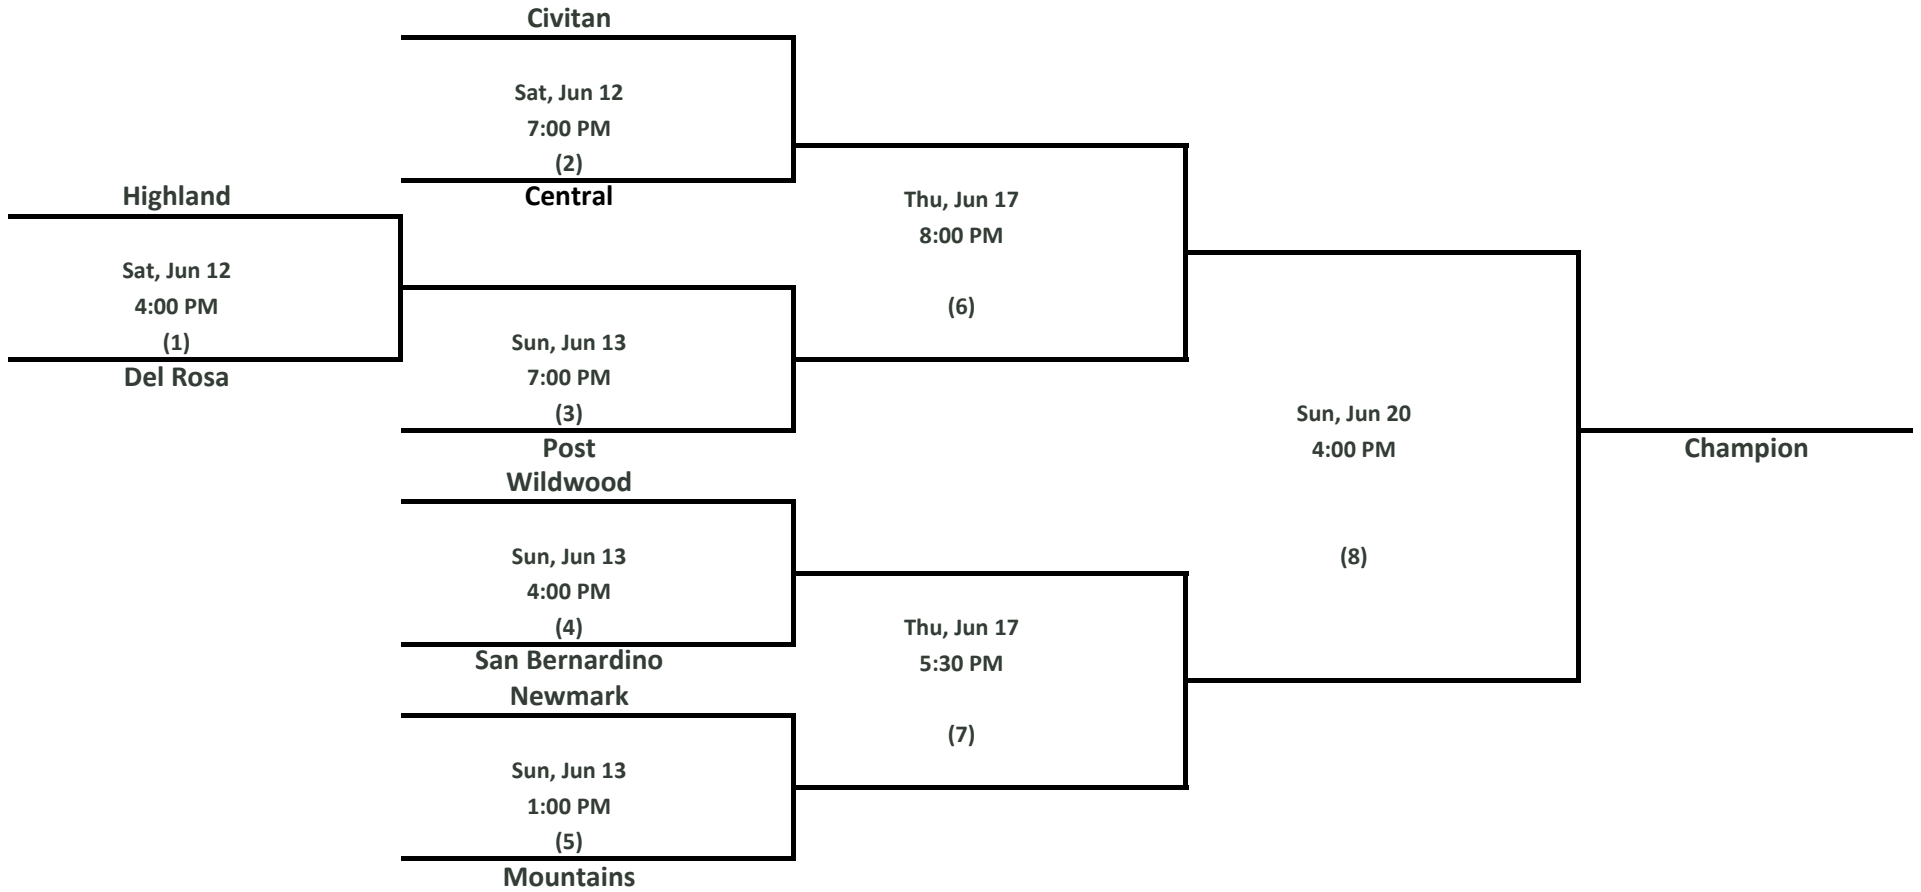 Civitan
Sat, Jun 12
7:00 PM
(2)
Central
Highland
Sat, Jun 12
4:00 PM
(1)
Del Rosa
Sun, Jun 13
7:00 PM
(3)
Post
Wildwood
Sun, Jun 13
4:00 PM
(4)
San Bernardino
Newmark
Sun, Jun 13
1:00 PM
(5)
Mountains
Thu, Jun 17
8:00 PM
(6)
Thu, Jun 17
5:30 PM
(7)
Sun, Jun 20
4:00 PM
(8)
Champion